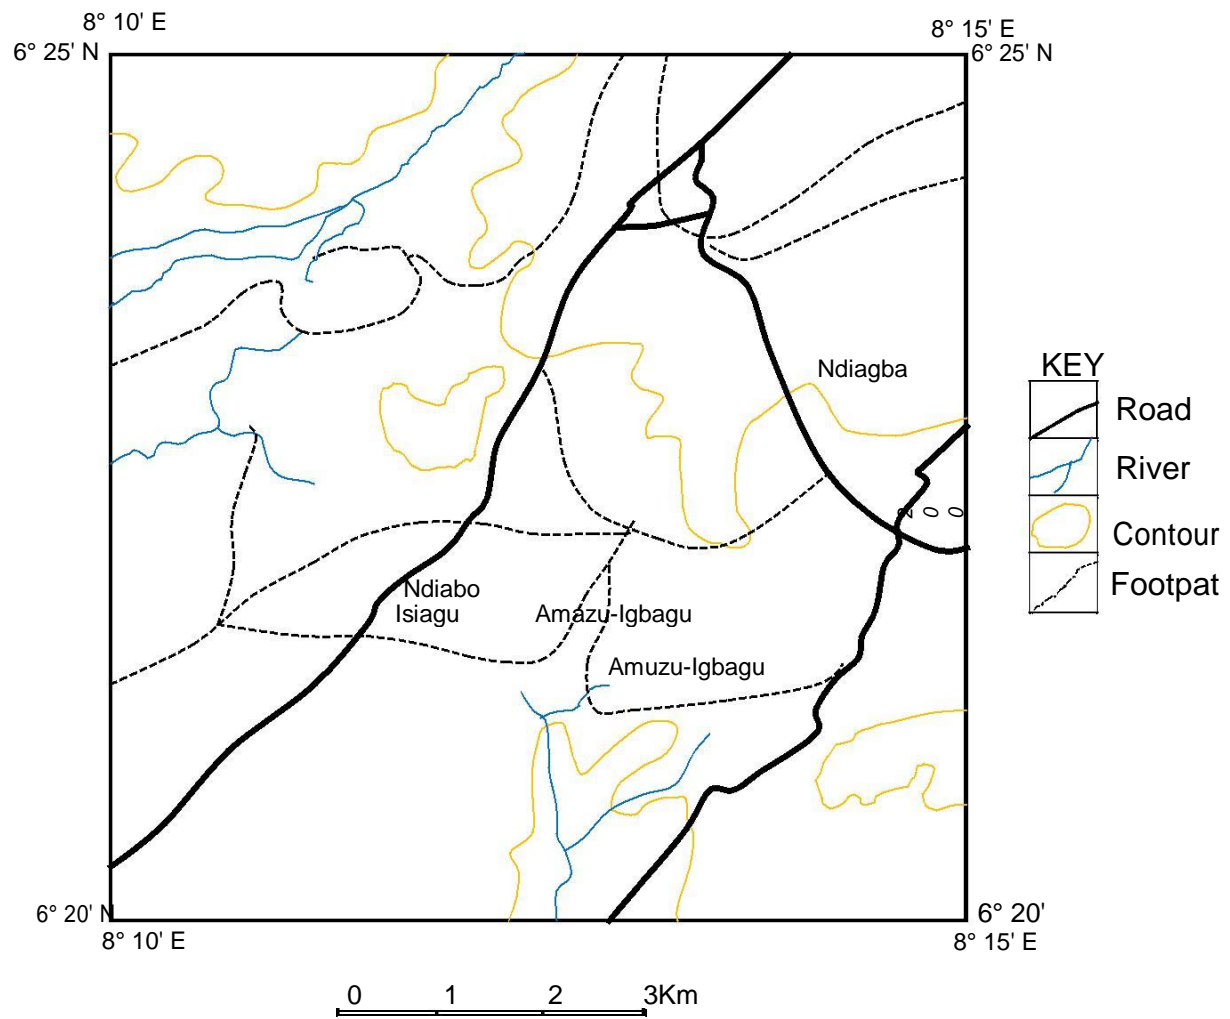 8° 10' E
8° 15' E
6° 25' N
6° 25' N
Ndiagba
KEY
Road
River
200
Contour
Footpat
Ndiabo
Isiagu
Amazu-Igbagu
Amuzu-Igbagu
6° 20' N
6° 20'
8° 10' E
8° 15' E
0 1 2 3Km